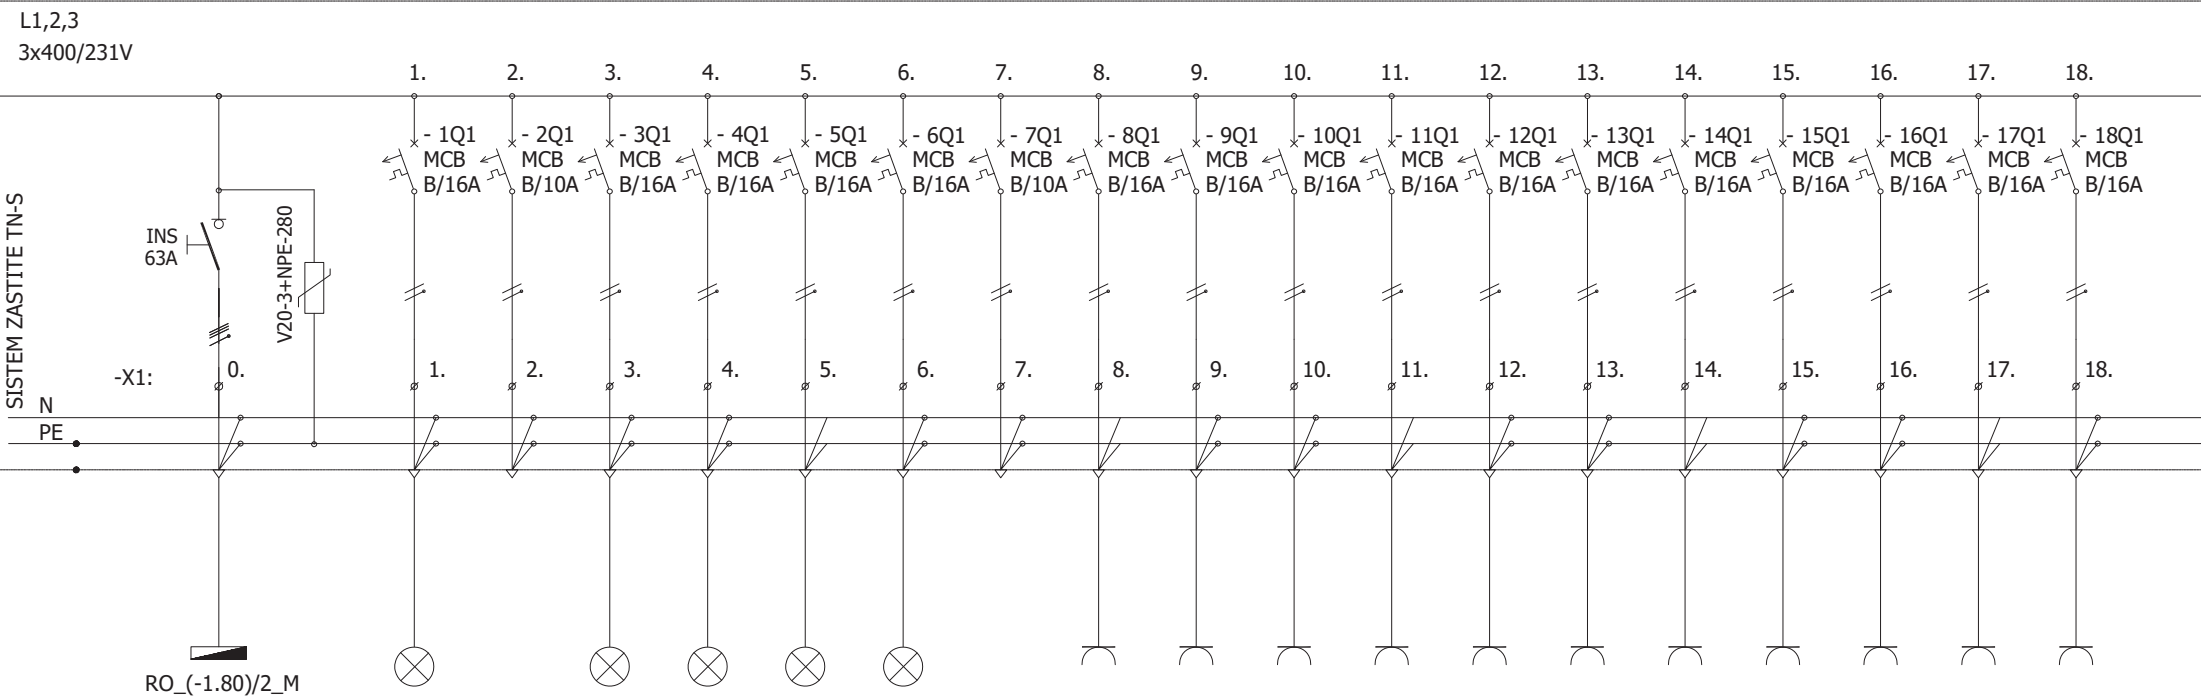 L1,2,3
3x400/231V
1. 2. 3. 4. 5. 6. 7. 8. 9. 10. 11. 12. 13. 14. 15. 16. 17. 18.
- 1Q1 - 2Q1 - 3Q1 - 4Q1 - 5Q1 - 6Q1 - 7Q1 - 8Q1 - 9Q1 - 10Q1 - 11Q1 - 12Q1 - 13Q1 - 14Q1 - 15Q1 - 16Q1 - 17Q1 - 18Q1
MCB MCB MCB MCB MCB MCB MCB MCB MCB MCB MCB MCB MCB MCB MCB MCB MCB MCB
B/16A B/10A B/16A B/16A B/16A B/16A B/10A B/16A B/16A B/16A B/16A B/16A B/16A B/16A B/16A B/16A B/16A B/16A
SISTEM ZASTITE TN-S
INS
63A
V20-3+NPE-280
-X1: 0. 1. 2. 3. 4. 5. 6. 7. 8. 9. 10. 11. 12. 13. 14. 15. 16. 17. 18.
N
PE
RO_(-1.80)/2_M